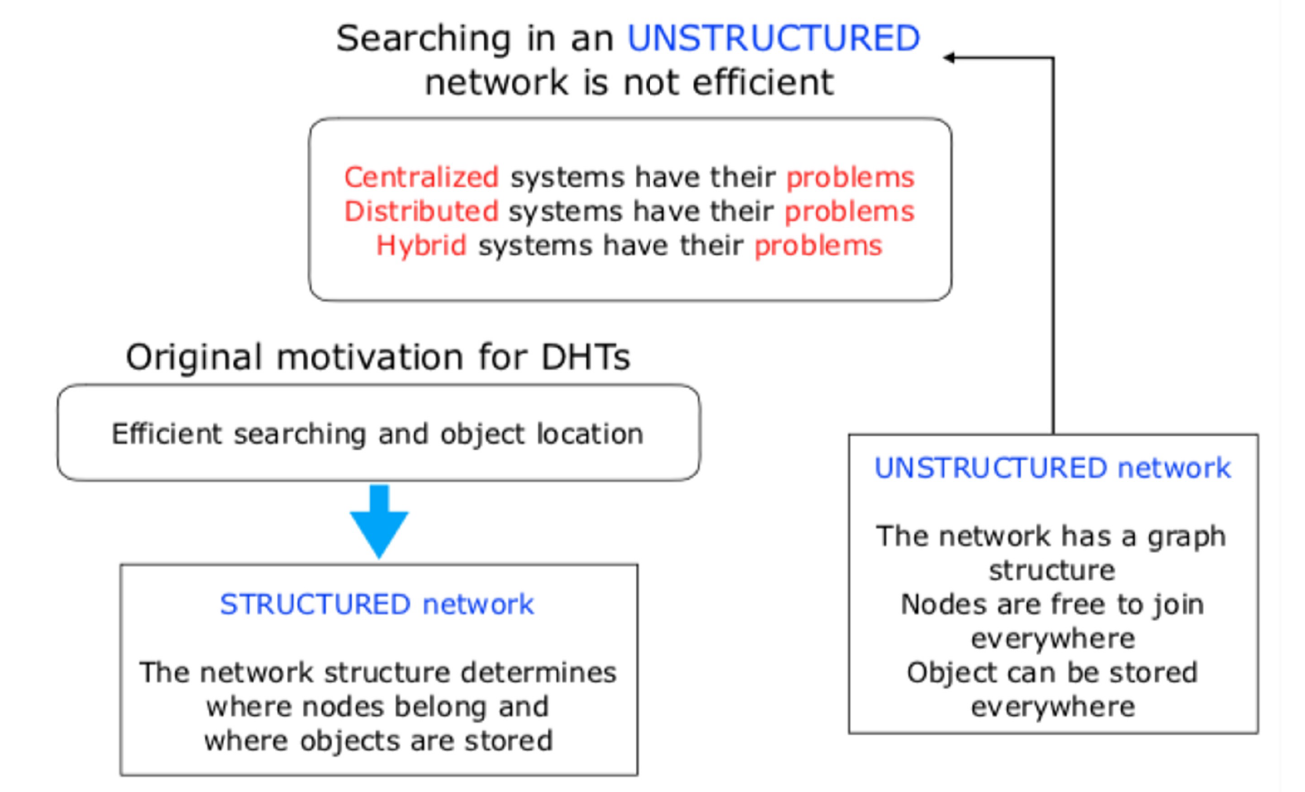 Searching in an UNSTRUCTURED
network is not efficient
Centralized systems have their problems
Distributed systems have their problems
Hybrid systems have their problems
Original motivation for DHTs
Efficient searching and object location
STRUCTURED network
The network structure determines
where nodes belong and
where objects are stored
UNSTRUCTURED network
The network has a graph
structure
Nodes are free to join
everywhere
Object can be stored
everywhere